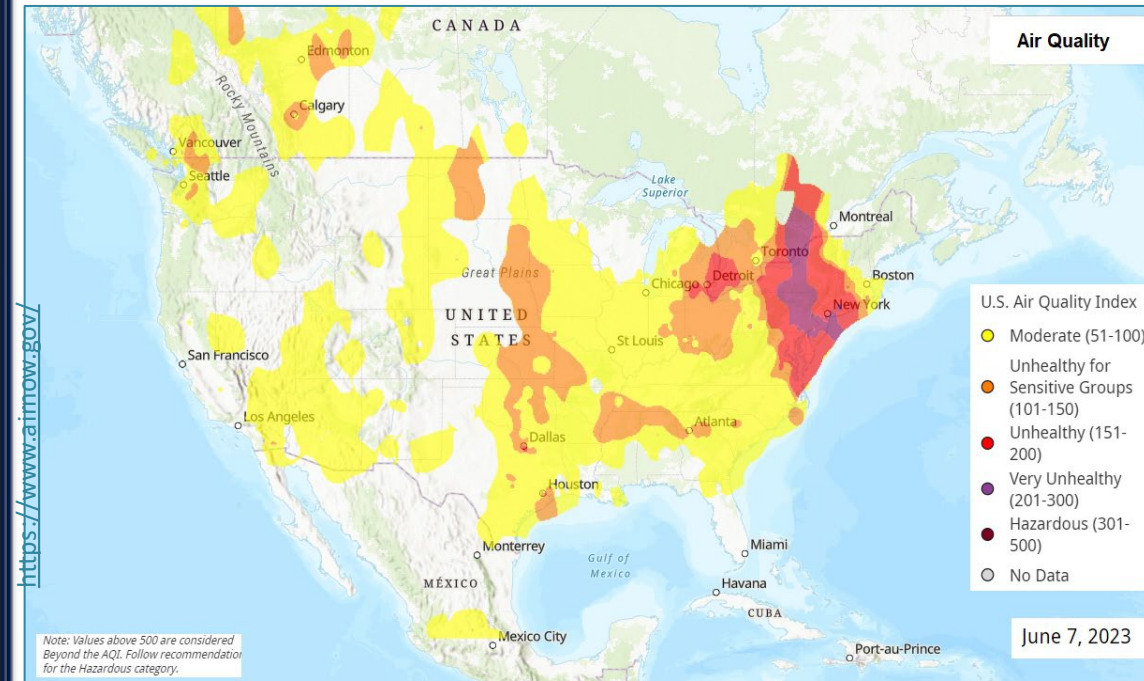 CANADA
Air Quality
Edmonton
Rocky Mountains
Calgary
Vancouver
Seattle
Lake
Superior
Montreal
Toronto
Great Plains
Chicago
Detroit
Boston
New York
UNITED
STATES
St Louis
San Francisco
Los Angeles
Atlanta
Dallas
Houston
Monterrey
Miami
Gulf of
Mexico
MÉXICO
Havana
CUBA
Mexico City
Port-au-Prince
U.S. Air Quality Index
Moderate (51-100)
Unhealthy for
Sensitive Groups
(101-150)
Unhealthy (151-
200)
Very Unhealthy
(201-300)
Hazardous (301-
500)
No Data
June 7, 2023
https://www.airnow.gov/
Note: Values above 500 are considered
Beyond the AQI. Follow recommendation
for the Hazardous category.